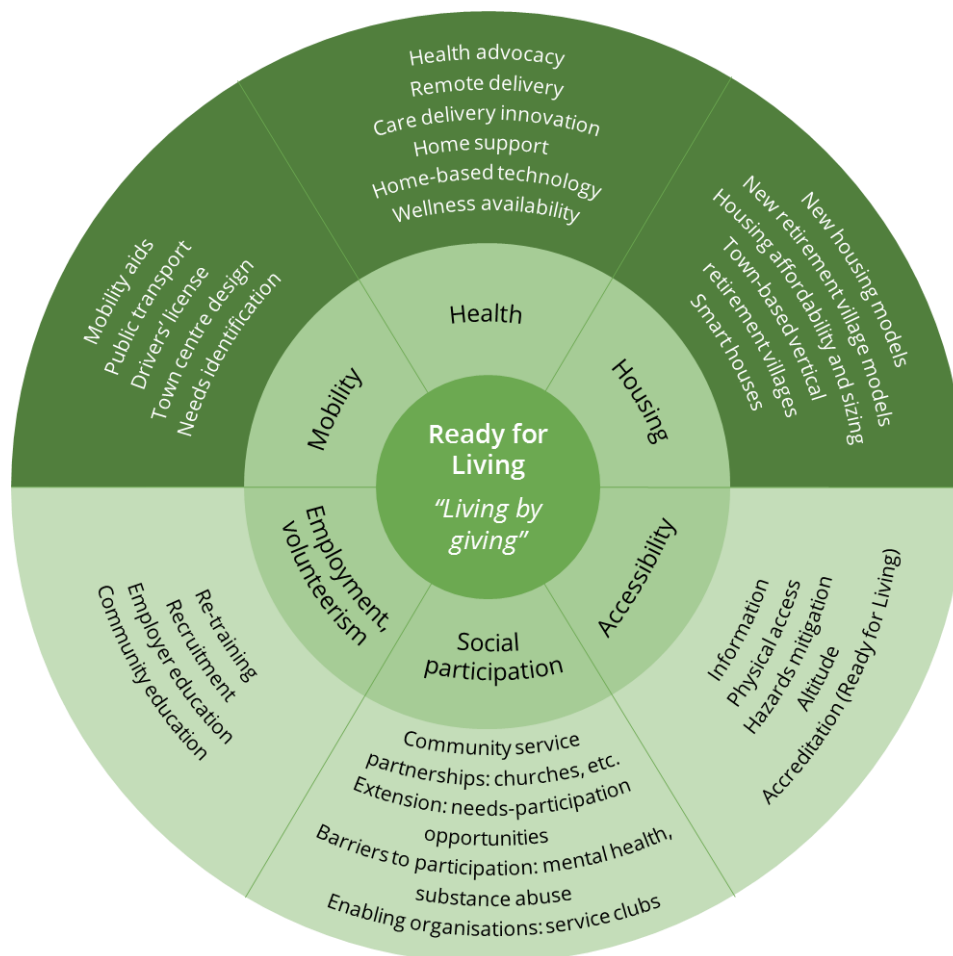 Health advocacy
Remote delivery
Care delivery innovation
Home support
Home-based technology
Wellness availability
New housing models
New retirement village models
Housing affordability and sizing
Town-based vertical
retirement villages
Smart houses
Mobility aids
Public transport
Drivers’ license
Town centre design
Needs identification
Health
Mobility
Housing
Ready for
Living
“Living by
giving”
Employment,
volunteerism
Social
participation
Accessibility
Re-training
Recruitment
Employer education
Community education
Information
Physical access
Hazards mitigation
Altitude
Accreditation (Ready for Living)
Community service
partnerships: churches, etc.
Extension: needs-participation
opportunities
Barriers to participation: mental health,
substance abuse
Enabling organisations: service clubs